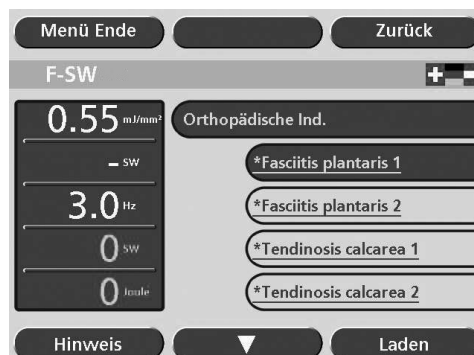 Menü Ende
Zurück
F-SW
0.55 mJ/mm²
Orthopädische Ind.
– SW
*Fasciitis plantaris 1
3.0 Hz
*Fasciitis plantaris 2
0 SW
*Tendinosis calcarea 1
0 Joule
*Tendinosis calcarea 2
Hinweis
Laden